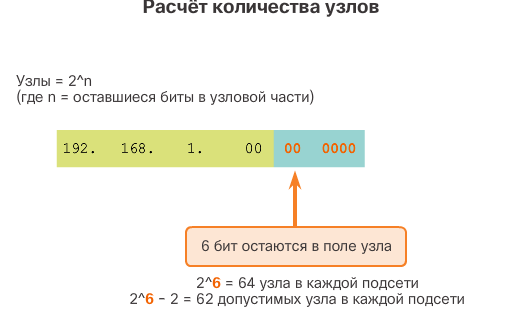 Расчёт количества узлов
Узлы = 2^n
(где n = оставшиеся биты в узловой части)
192. 168. 1. 00 00 0000
6 бит остаются в поле узла
2^6 = 64 узла в каждой подсети
2^6 - 2 = 62 допустимых узла в каждой подсети